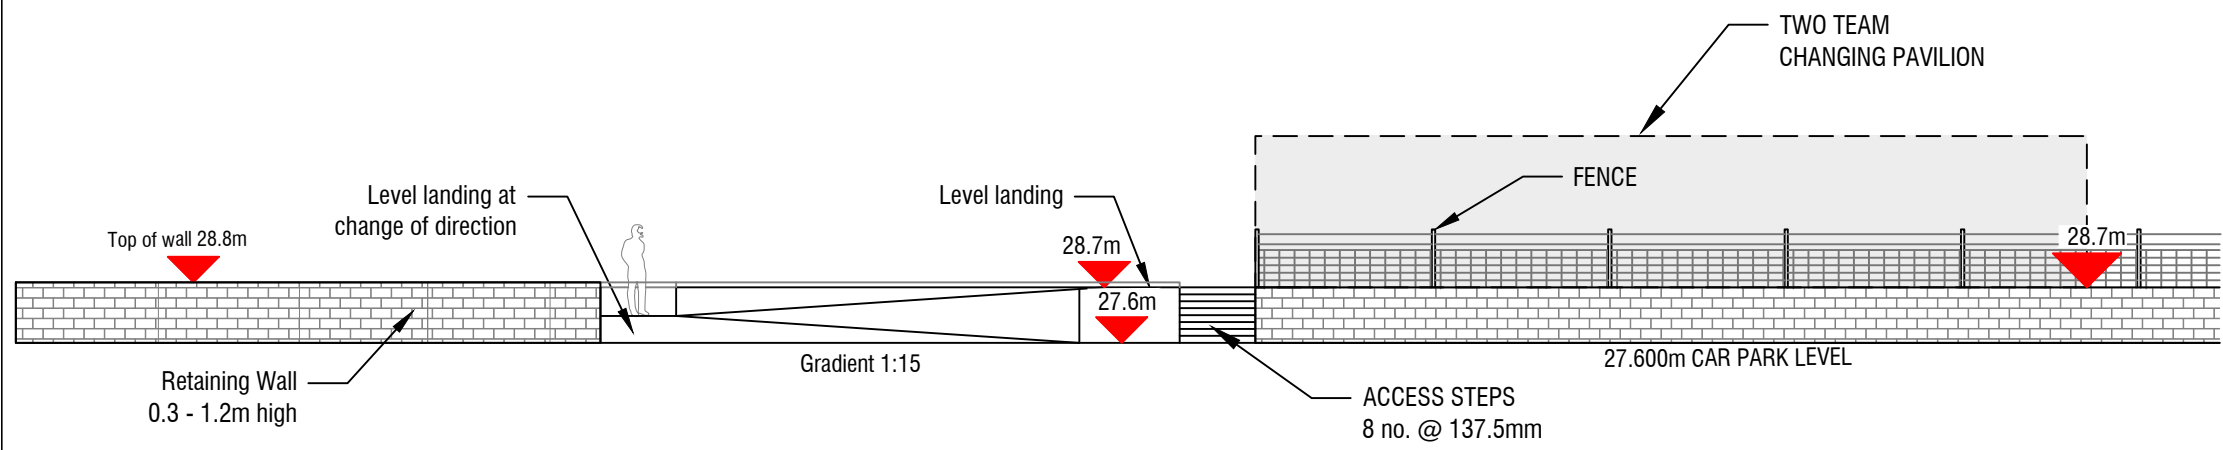 TWO TEAM
CHANGING PAVILION
FENCE
Level landing at
change of direction
Level landing
Top of wall 28.8m
28.7m
28.7m
27.6m
Gradient 1:15
27.600m CAR PARK LEVEL
Retaining Wall
0.3 - 1.2m high
ACCESS STEPS
8 no. @ 137.5mm